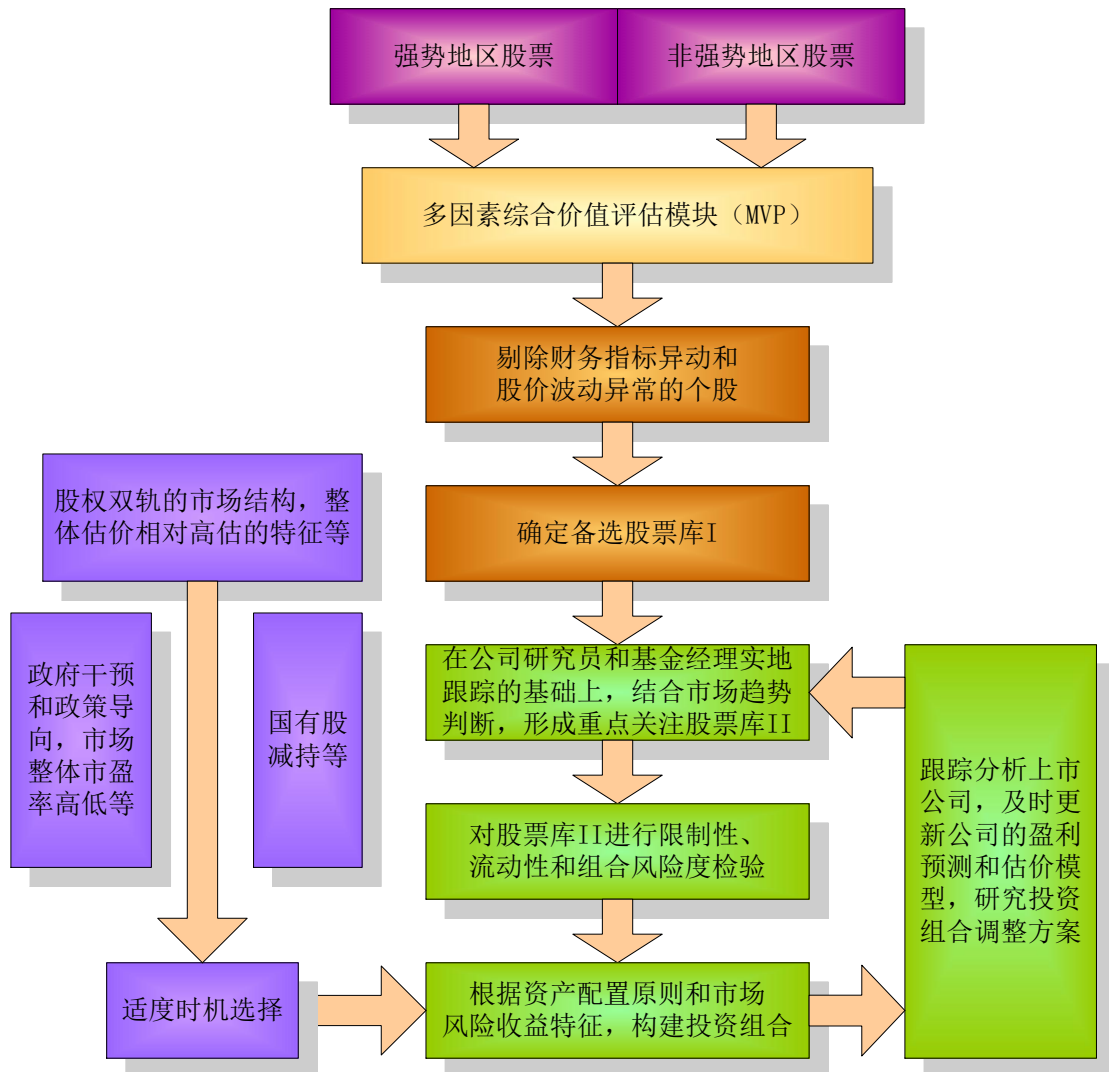 强势地区股票
非强势地区股票
多因素综合价值评估模块（MVP）
剔除财务指标异动和
股价波动异常的个股
股权双轨的市场结构，整
体估价相对高估的特征等
确定备选股票库I
政府干预
和政策导
向，市场
整体市盈
率高低等
国有股
减持等
在公司研究员和基金经理实地
跟踪的基础上，结合市场趋势
判断，形成重点关注股票库II
跟踪分析上市
公司，及时更
新公司的盈利
预测和估价模
型，研究投资
组合调整方案
对股票库II进行限制性、
流动性和组合风险度检验
适度时机选择
根据资产配置原则和市场
风险收益特征，构建投资组合